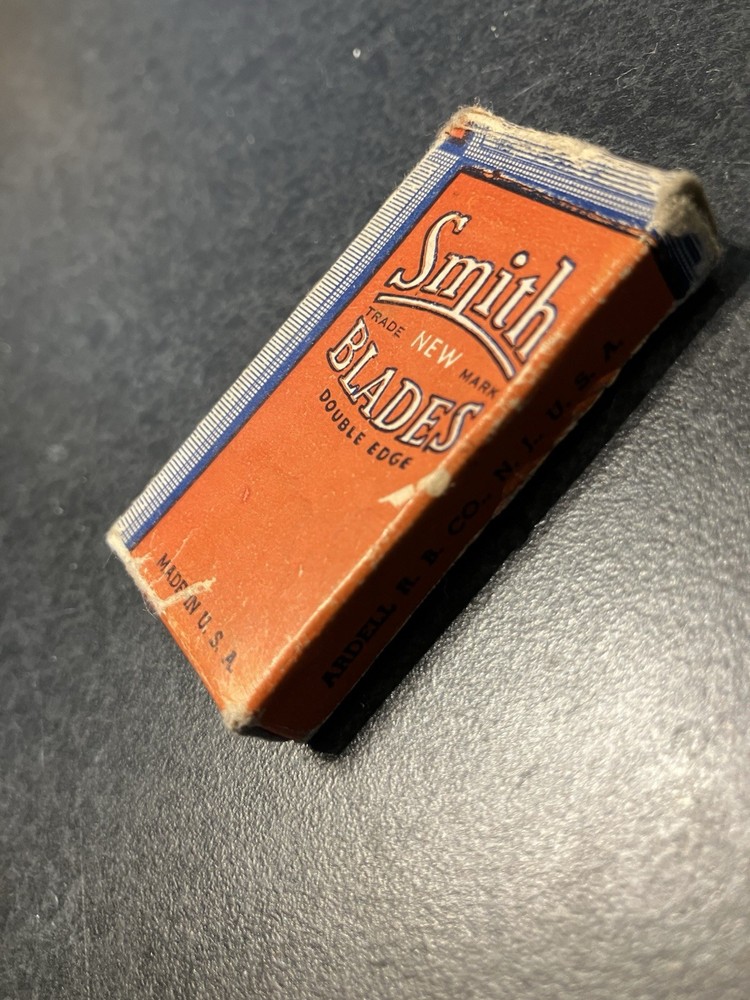 Smith
TRADE NEW MARK
BLADES
DOUBLE EDGE
MADE IN U. S. A.
ARDELL R. B. CO., N. J., U. S. A.